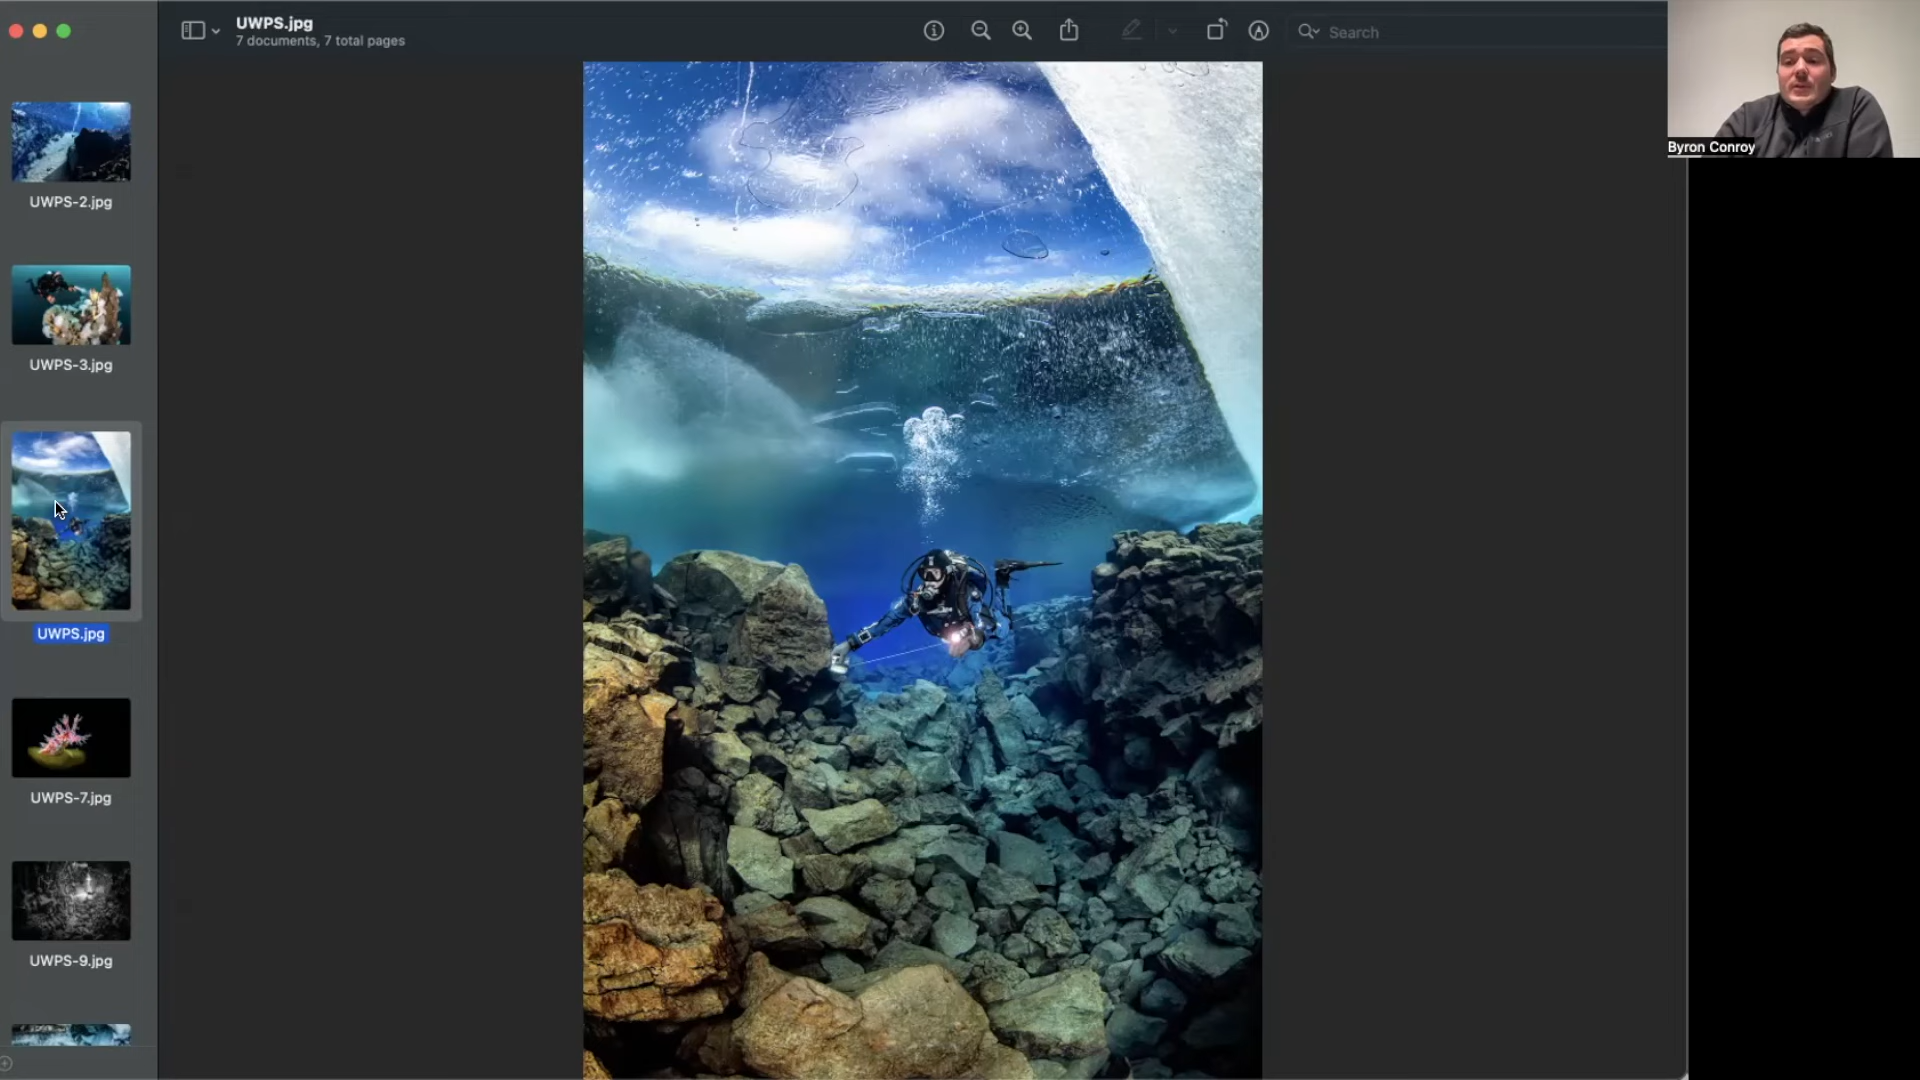 UWPS.jpg
7 documents, 7 total pages
Search
Byron Conroy
UWPS-2.jpg
UWPS-3.jpg
UWPS.jpg
UWPS-7.jpg
UWPS-9.jpg